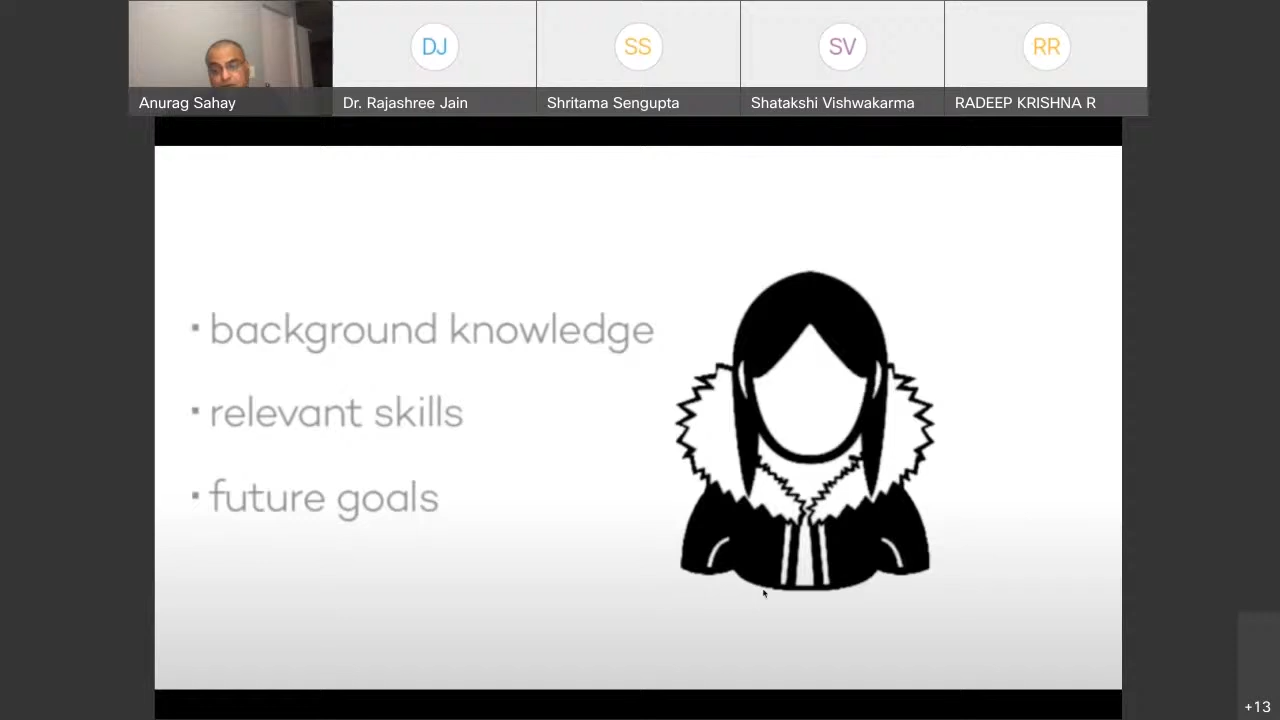 DJ
SS
SV
RR
Anurag Sahay
Dr. Rajashree Jain
Shritama Sengupta
Shatakshi Vishwakarma
RADEEP KRISHNA R
▪ background knowledge
▪ relevant skills
▪ future goals
+13